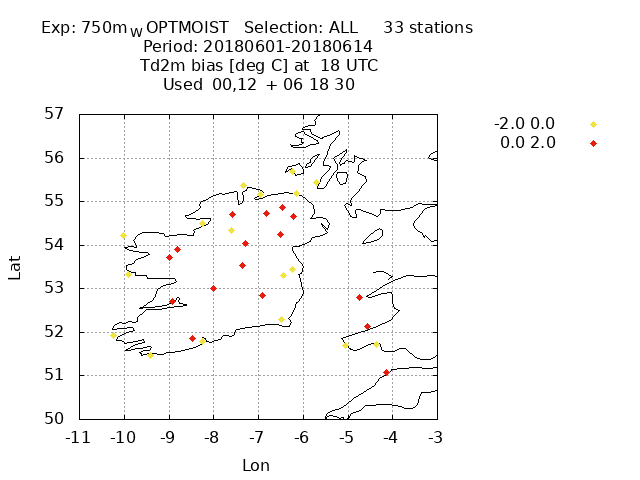 Exp: 750m_W OPTMOIST Selection: ALL 33 stations
Period: 20180601-20180614
Td2m bias [deg C] at 18 UTC
Used 00,12 + 06 18 30
-2.0 0.0
0.0 2.0
57
56
55
54
53
52
51
50
Lat
-11 -10 -9 -8 -7 -6 -5 -4 -3
Lon